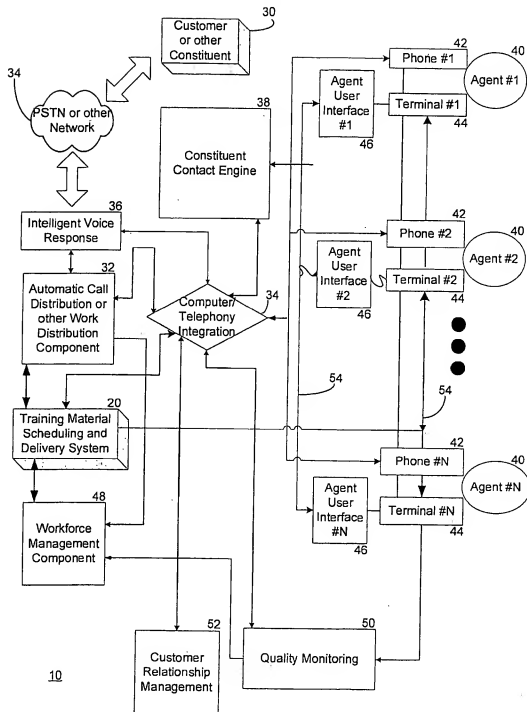 30
Customer
or other
Constituent
34
PSTN or other
Network
38
Constituent
Contact Engine
36
Intelligent Voice
Response
32
Automatic Call
Distribution or other
Work Distribution
Component
Computer/
Telephony
Integration
34
20
Training Material
Scheduling and
Delivery System
48
Workforce
Management
Component
52
Customer
Relationship
Management
50
Quality Monitoring
10
42
Phone #1
40
Agent #1
Agent
User
Interface
#1
46
Terminal #1
44
42
Phone #2
40
Agent #2
Agent
User
Interface
#2
46
Terminal #2
44
54
54
42
Phone #N
40
Agent #N
Agent
User
Interface
#N
46
Terminal #N
44